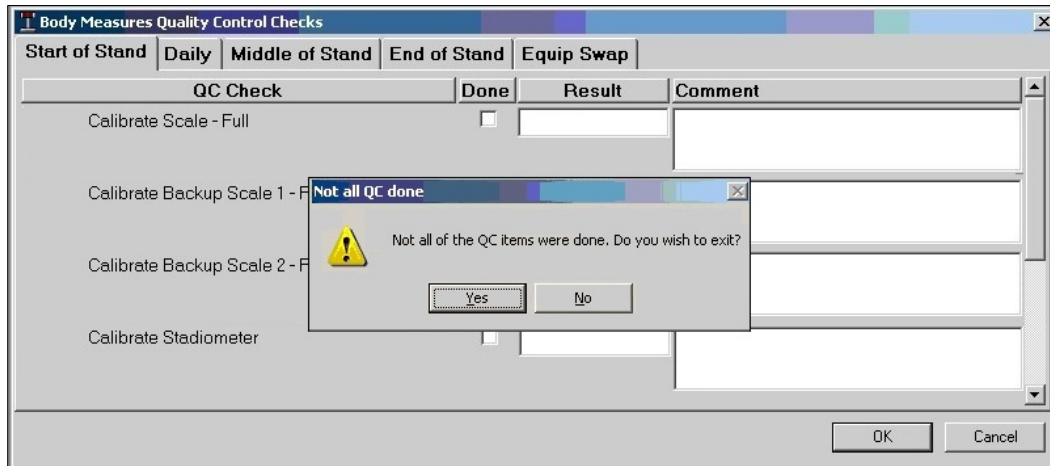 Body Measures Quality Control Checks
Start of Stand Daily Middle of Stand End of Stand Equip Swap
QC Check Done Result Comment
Calibrate Scale - Full
Calibrate Backup Scale 1 - F
Not all QC done
Not all of the QC items were done. Do you wish to exit?
Calibrate Backup Scale 2 - F
Yes No
Calibrate Stadiometer
OK Cancel